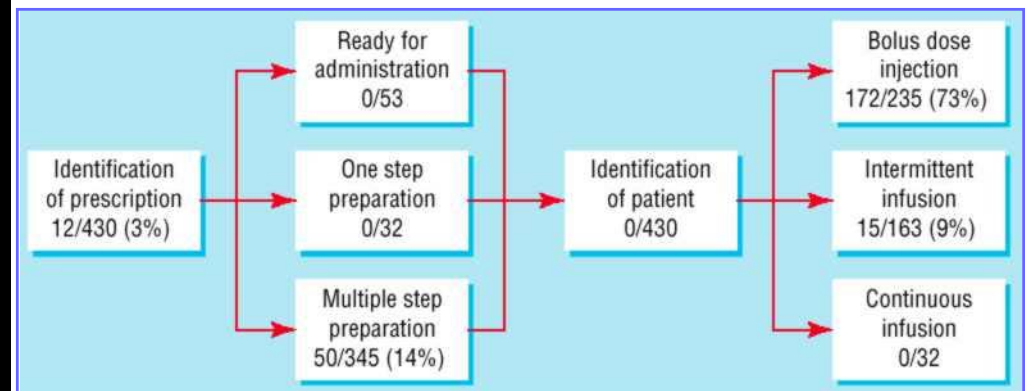 Identification
of prescription
12/430 (3%)
Ready for
administration
0/53
One step
preparation
0/32
Multiple step
preparation
50/345 (14%)
Identification
of patient
0/430
Bolus dose
injection
172/235 (73%)
Intermittent
infusion
15/163 (9%)
Continuous
infusion
0/32